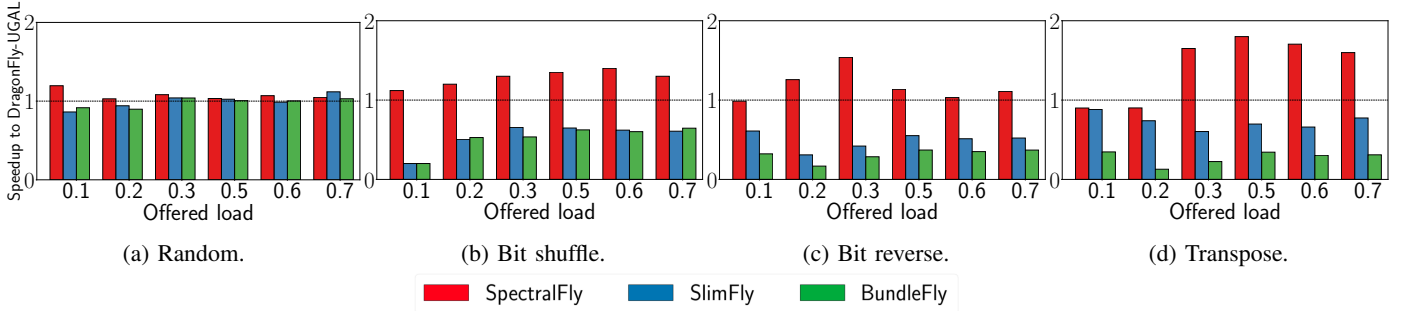 Speedup to DragonFly-UGAL
2
1
0
0.1 0.2 0.3 0.5 0.6 0.7
Offered load
(a) Random.
2
1
0
0.1 0.2 0.3 0.5 0.6 0.7
Offered load
(b) Bit shuffle.
2
1
0
0.1 0.2 0.3 0.5 0.6 0.7
Offered load
(c) Bit reverse.
2
1
0
0.1 0.2 0.3 0.5 0.6 0.7
Offered load
(d) Transpose.
SpectralFly SlimFly BundleFly